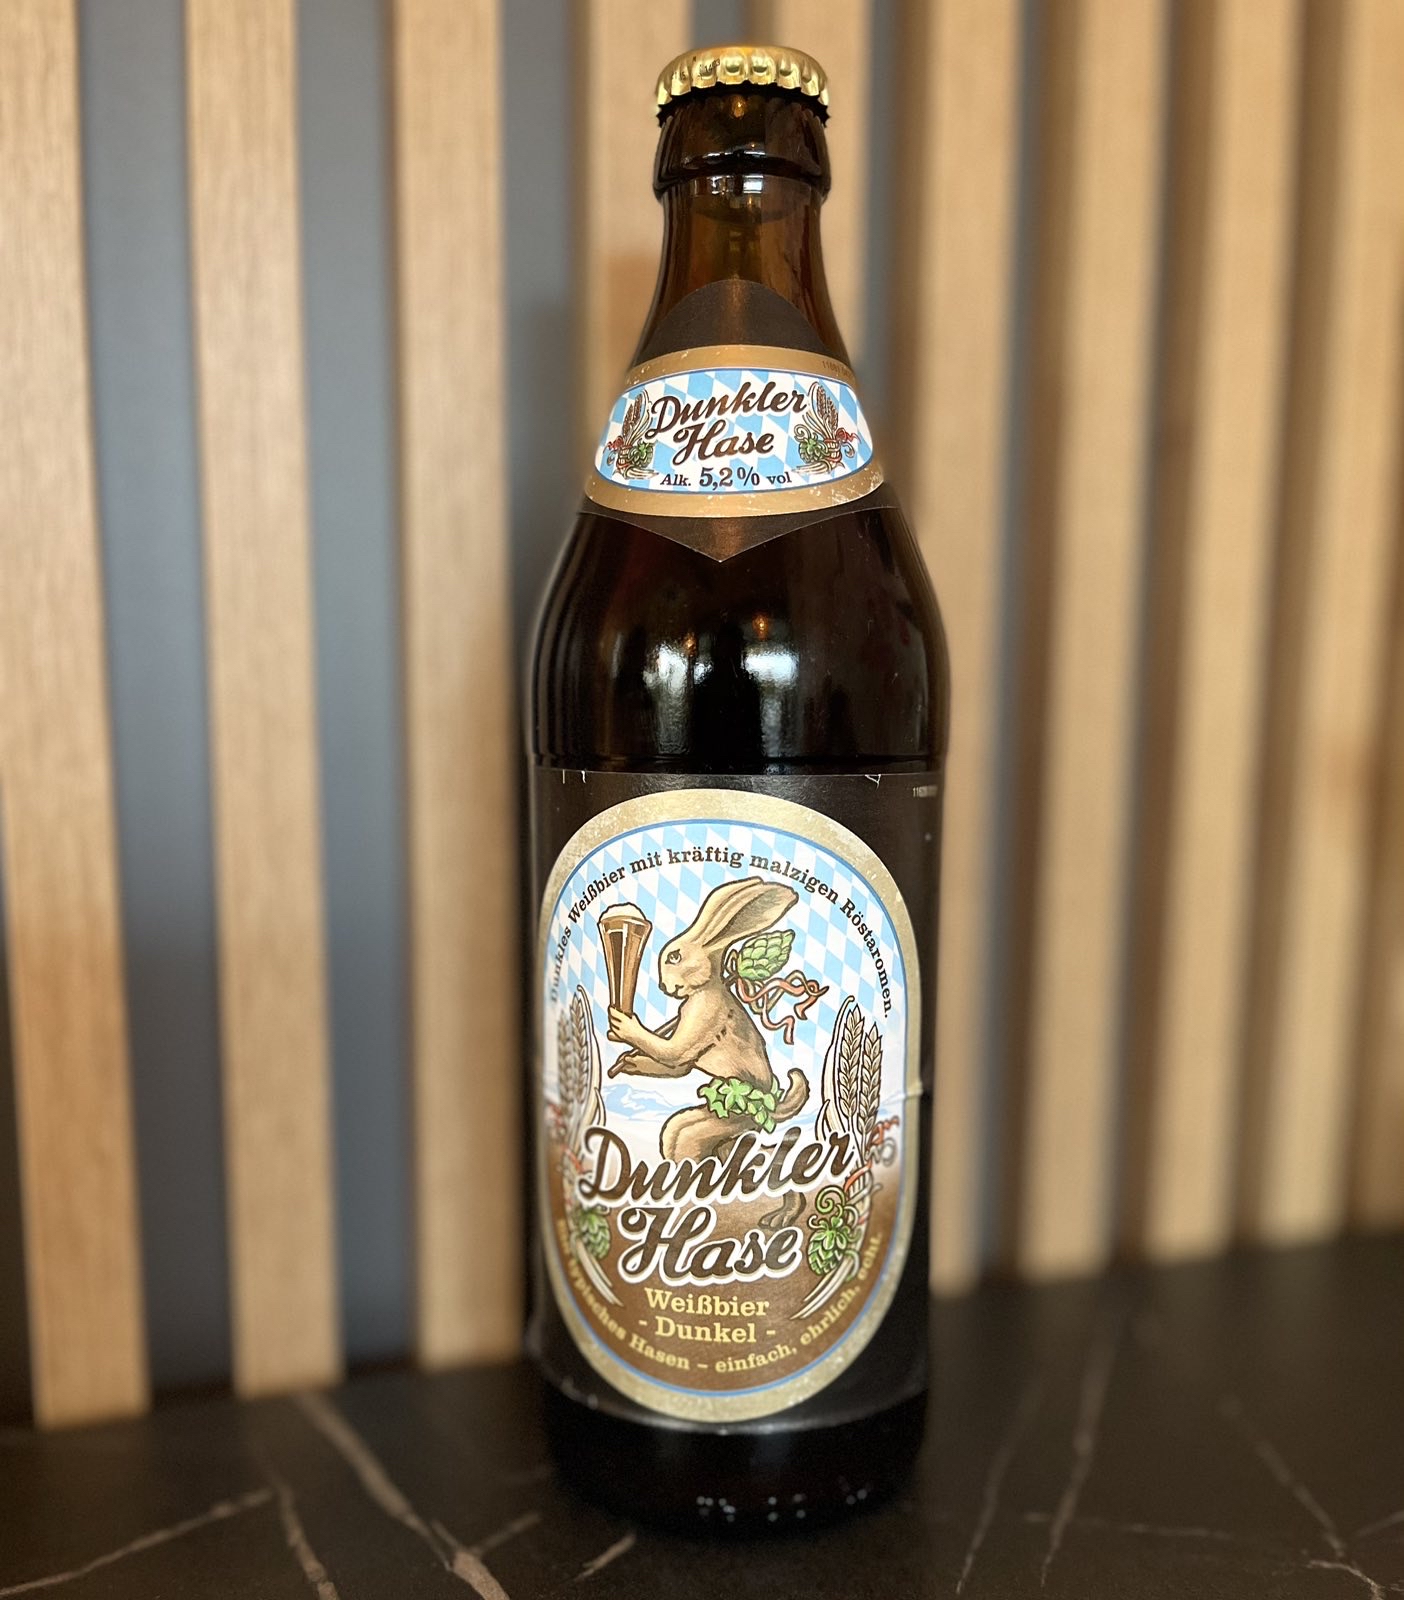 Dunkler
Hase
Alk. 5,2% vol
Dunkles Weißbier mit kräftig malzigen Röstaromen.
Dunkler
Hase
Weißbier
- Dunkel -
typisches Hasen – einfach, ehrlich, echt.